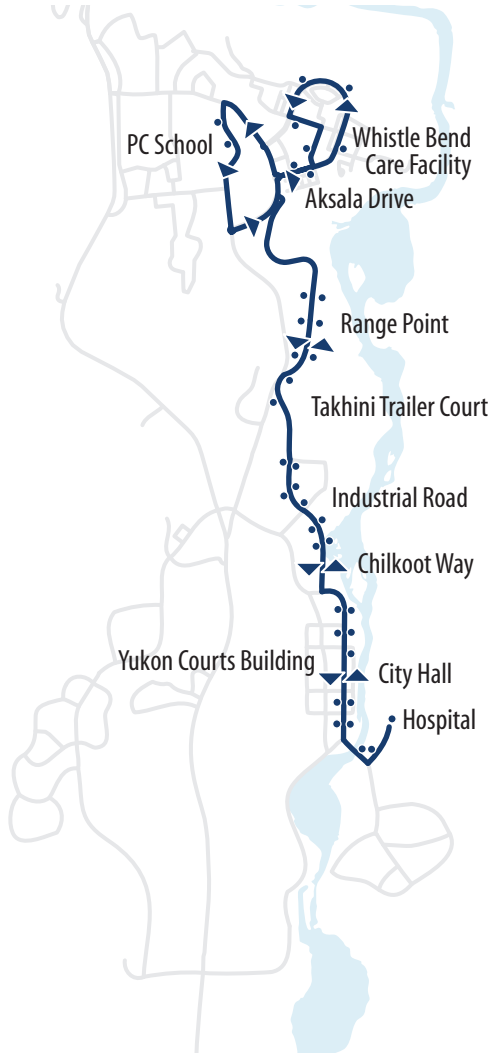 PC School
Whistle Bend
Care Facility
Aksala Drive
Range Point
Takhini Trailer Court
Industrial Road
Chilkoot Way
Yukon Courts Building
City Hall
Hospital